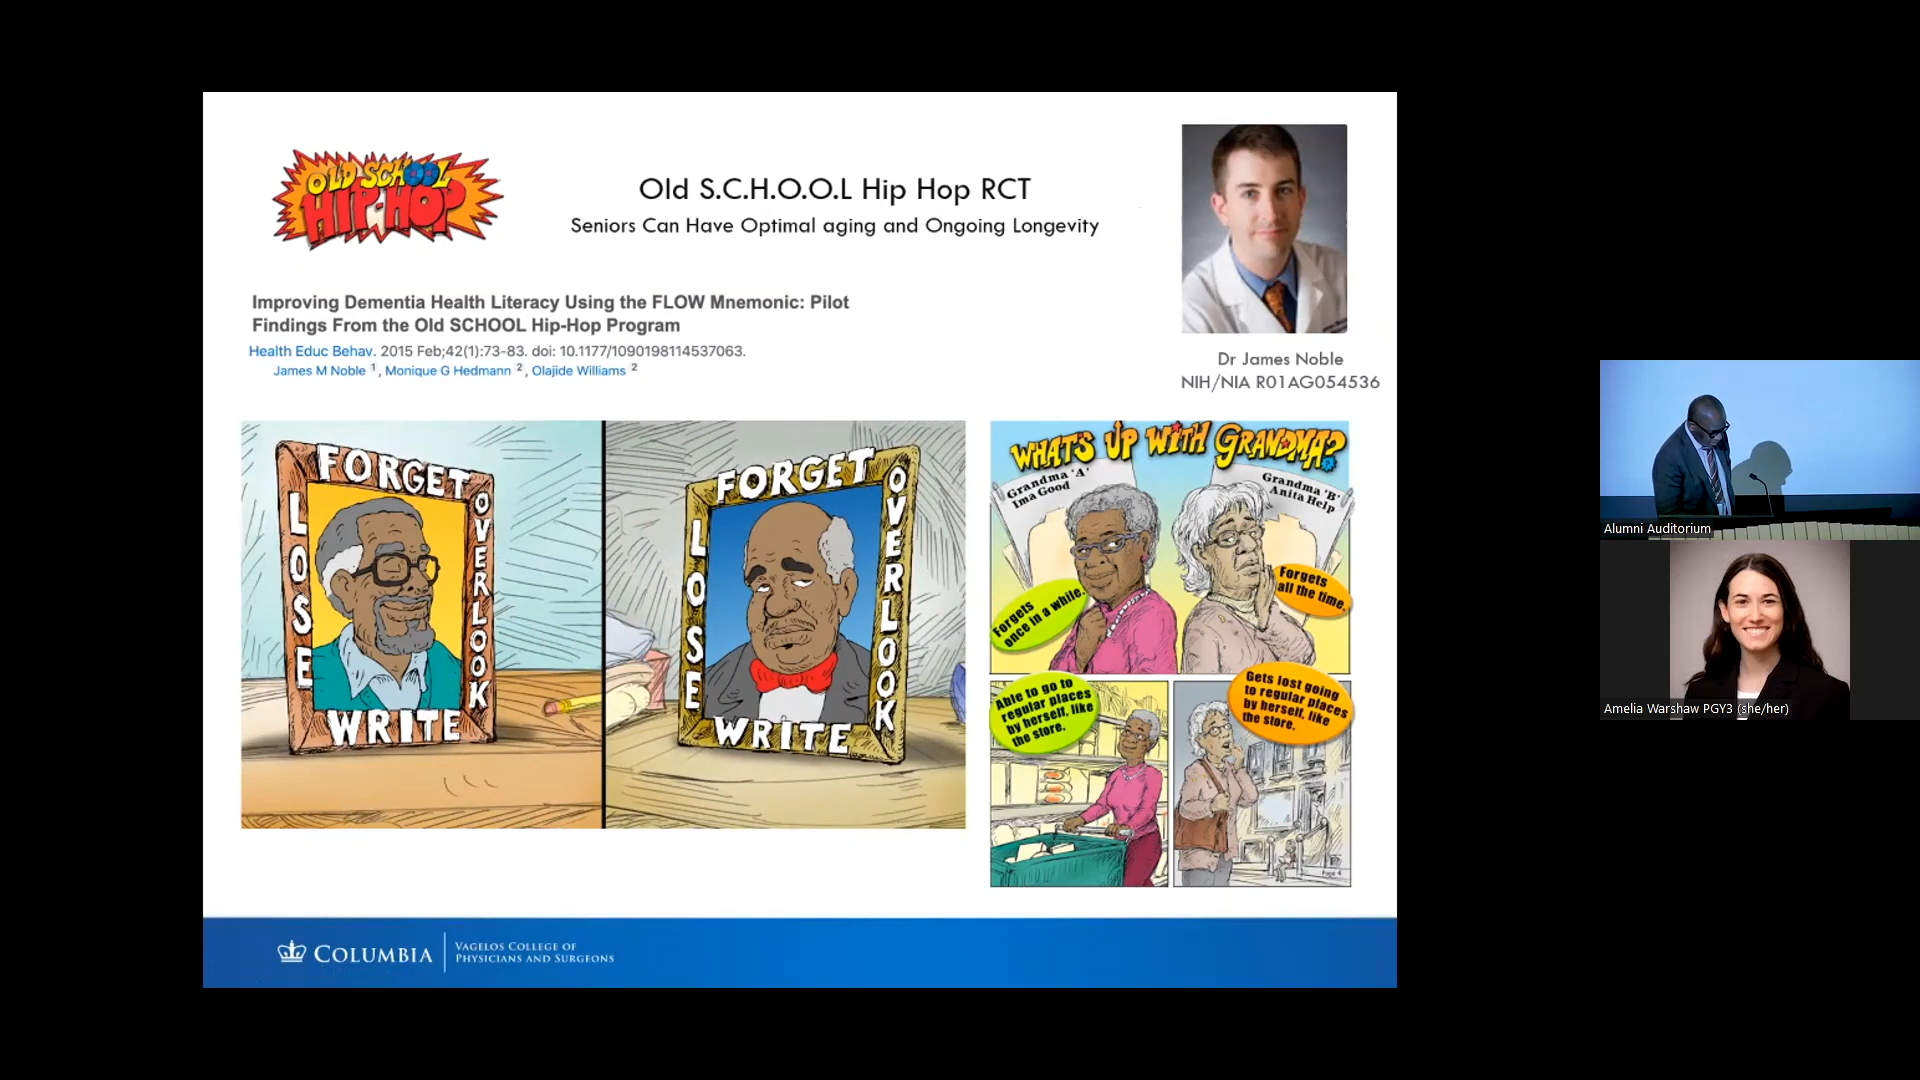 OLD SCHOOL
HIP-HOP
Old S.C.H.O.O.L Hip Hop RCT
Seniors Can Have Optimal aging and Ongoing Longevity
Improving Dementia Health Literacy Using the FLOW Mnemonic: Pilot
Findings From the Old SCHOOL Hip-Hop Program
Health Educ Behav. 2015 Feb;42(1):73-83. doi: 10.1177/1090198114537063.
James M Noble 1, Monique G Hedmann 2, Olajide Williams 2
Dr James Noble
NIH/NIA R01AG054536
FORGET
LOSE
OVERLOOK
WRITE
FORGET
LOSE
OVERLOOK
WRITE
WHAT'S UP WITH GRANDMA?
Grandma 'A'
Ima Good
Grandma 'B'
Anita Help
Forgets
once in a while.
Forgets
all the time.
Able to go to
regular places
by herself, like
the store.
Gets lost going
to regular places
by herself, like
the store.
Page 4
COLUMBIA
VAGELOS COLLEGE OF
PHYSICIANS AND SURGEONS
Alumni Auditorium
Amelia Warshaw PGY3 (she/her)